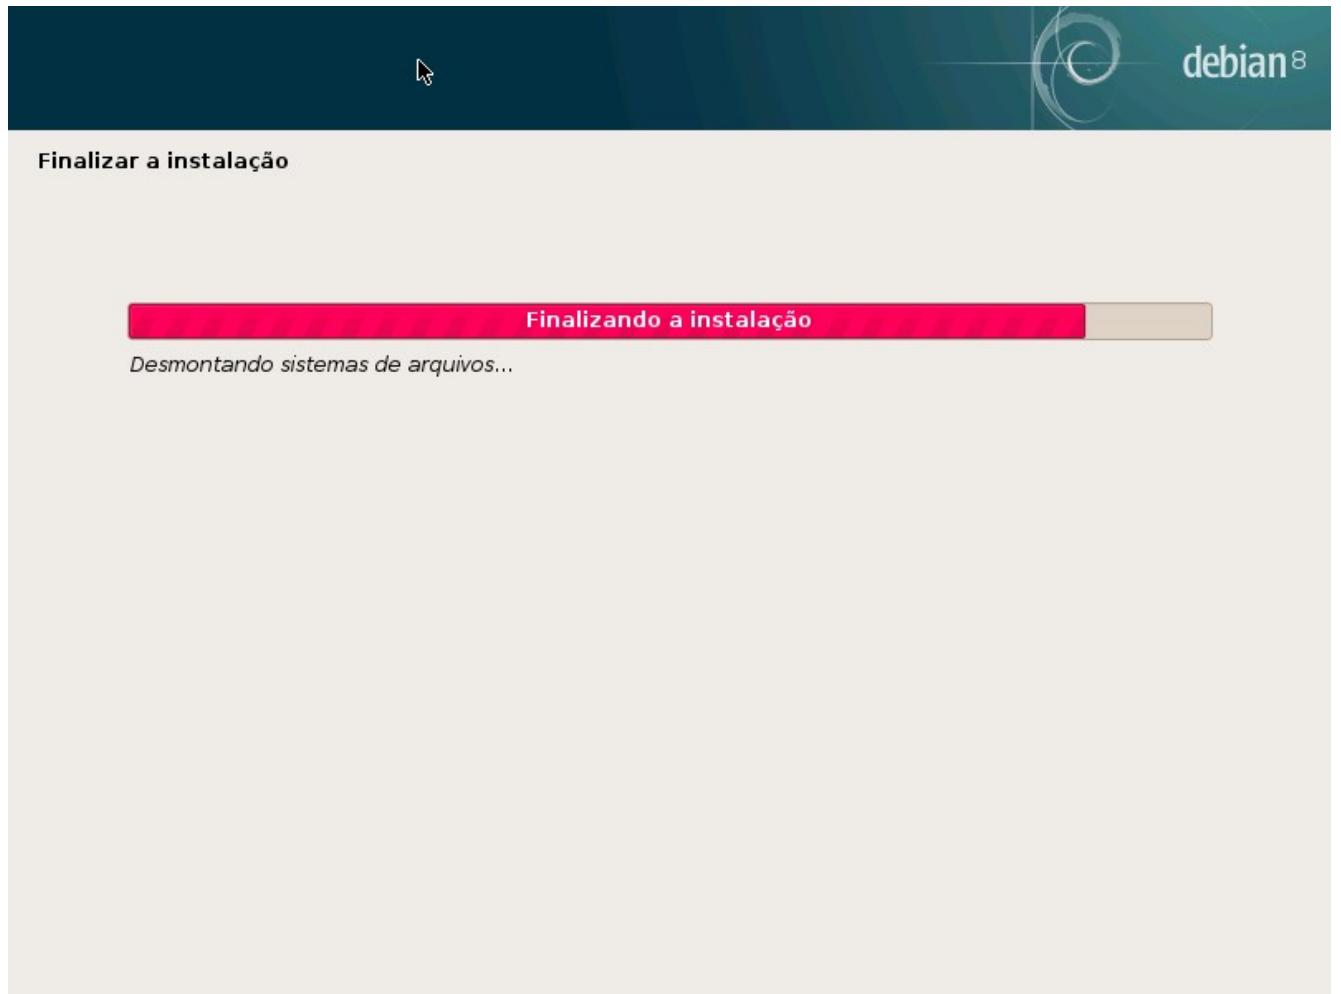 debian 8
Finalizar a instalação
Finalizando a instalação
Desmontando sistemas de arquivos...